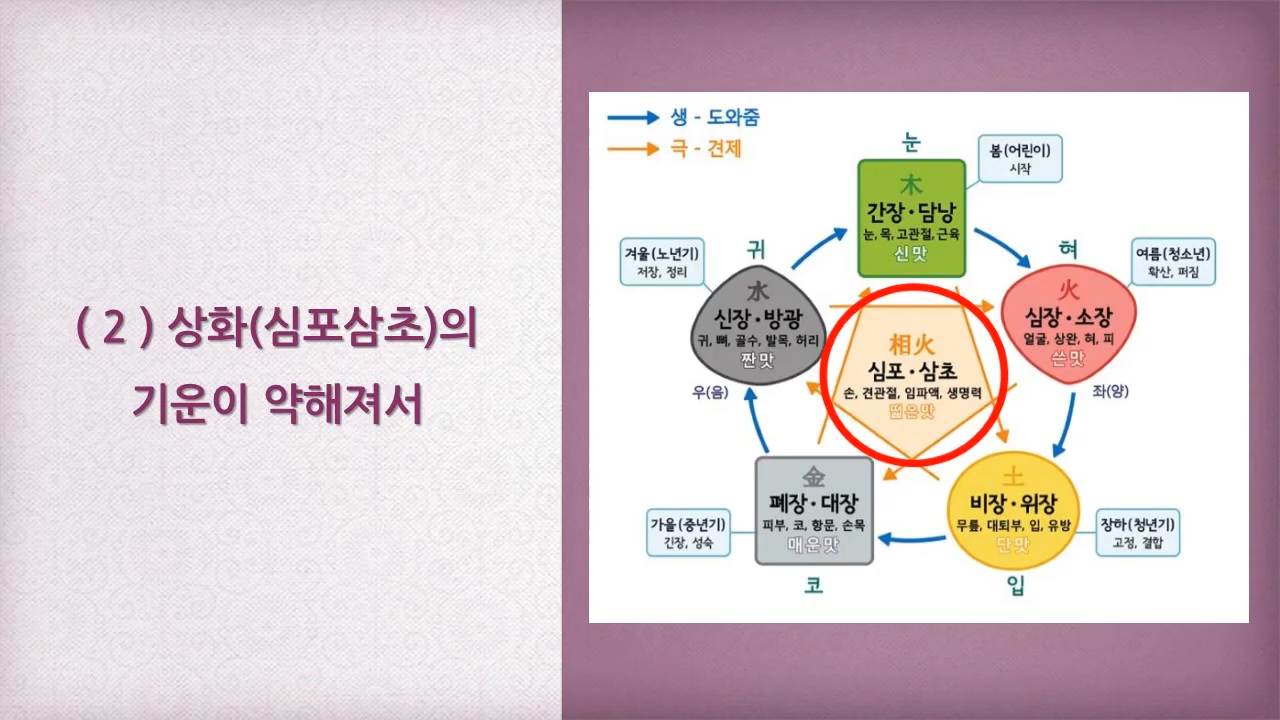 ( 2 ) 상화(심포삼초)의
기운이 약해져서
생 - 도와줌
극 - 견제
눈
봄(어린이)
시작
木
간장·담낭
눈, 목, 고관절, 근육
신맛
겨울(노년기)
저장, 정리
귀
水
신장·방광
귀, 뼈, 골수, 발목, 허리
짠맛
우(음)
혀
여름(청소년)
확산, 퍼짐
火
심장·소장
얼굴, 상완, 혀, 피
쓴맛
좌(양)
相火
심포·삼초
손, 견관절, 임파액, 생명력
떫은맛
가을(중년기)
긴장, 성숙
金
폐장·대장
피부, 코, 항문, 손목
매운맛
코
土
비장·위장
무릎, 대퇴부, 입, 유방
단맛
입
장하(청년기)
고정, 결합